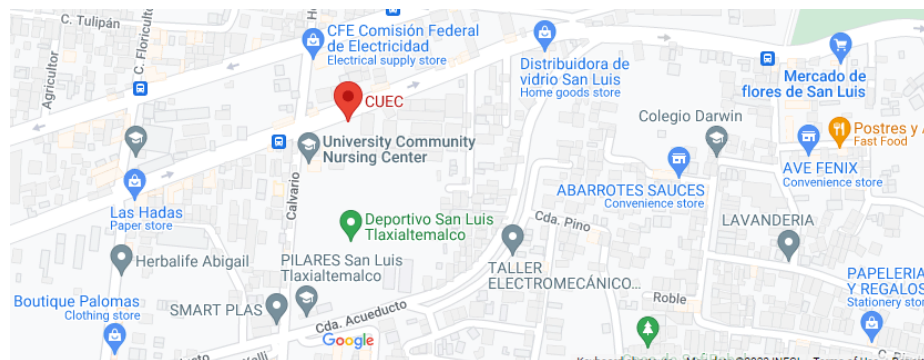 C. Tulipán
C. Floricultor
Agricultor
CFE Comisión Federal
de Electricidad
Electrical supply store
Distribuidora de
vidrio San Luis
Home goods store
Mercado de
flores de San Luis
CUEC
Colegio Darwin
Postres y
Fast Food
University Community
Nursing Center
AVE FENIX
Convenience store
ABARROTES SAUCES
Convenience store
Las Hadas
Paper store
Calvario
Deportivo San Luis
Tlaxialtemalco
Cda. Pino
LAVANDERIA
Herbalife Abigail
PILARES San Luis
Tlaxialtemalco
TALLER
ELECTROMECÁNICO...
PAPELERIA
Y REGALOS
Stationery store
Boutique Palomas
Clothing store
SMART PLAS
Cda. Acueducto
Roble
Google